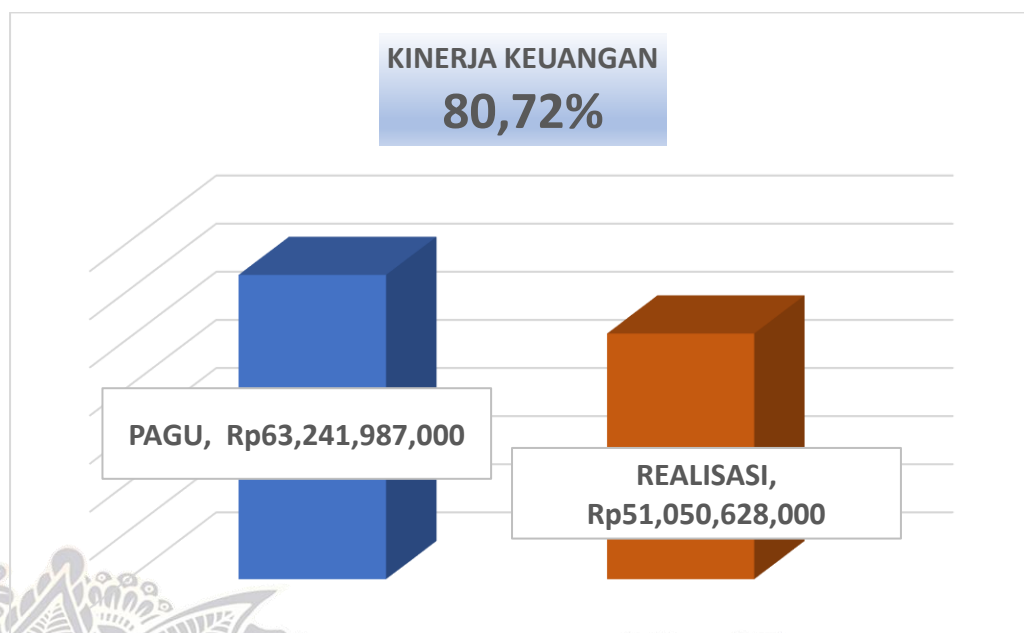 KINERJA KEUANGAN
80,72%
PAGU,  Rp63,241,987,000
REALISASI,
Rp51,050,628,000